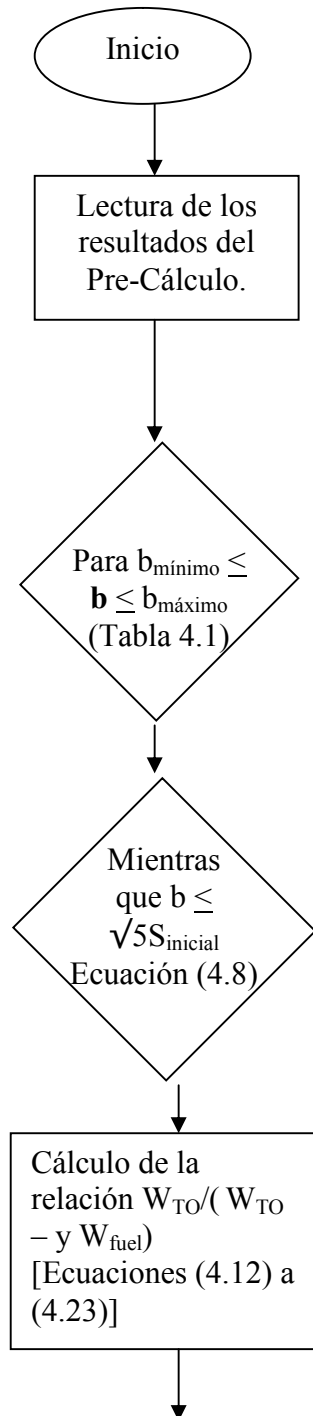 Inicio
Lectura de los
resultados del
Pre-Cálculo.
Para bmínimo ≤
b ≤ bmáximo
(Tabla 4.1)
Mientras
que b ≤
√5Sinicial
Ecuación (4.8)
Cálculo de la
relación WTO/( WTO
– y Wfuel)
[Ecuaciones (4.12) a
(4.23)]